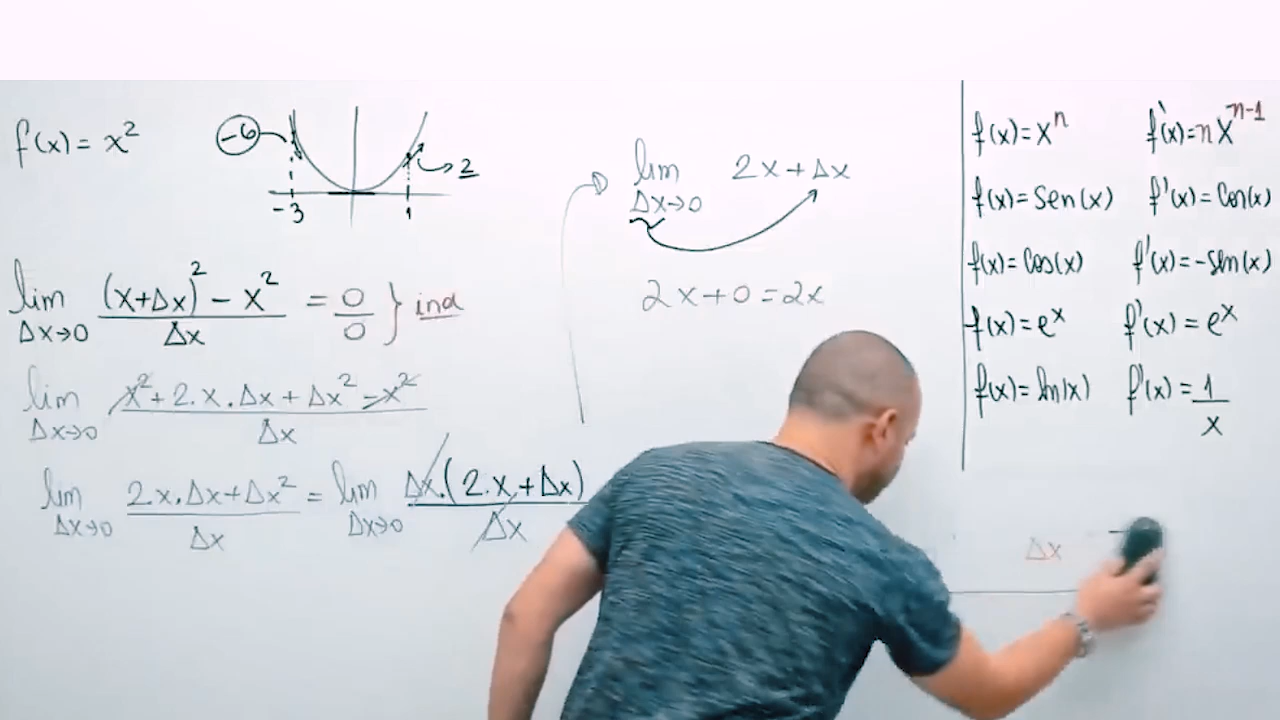 f(x) = x²
-6
2
-3
1
lim Δx→0 (x+Δx)² - x² / Δx = 0/0 } ind
lim Δx→0 x² + 2.x.Δx + Δx² - x² / Δx
lim Δx→0 2x.Δx+Δx² / Δx = lim Δx→0 Δx.(2.x+Δx) / Δx
lim Δx→0 2x+Δx
2x+0=2x
f(x)=xⁿ f'(x)=nxⁿ⁻¹
f(x)=Sen(x) f'(x)=Cos(x)
f(x)=Cos(x) f'(x)=-Sen(x)
f(x)=eˣ f'(x)=eˣ
f(x)=ln(x) f'(x)=1/x
Δx